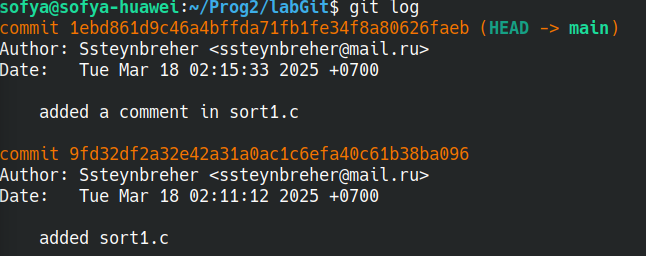 sofya@sofya-huawei:~/Prog2/labGit$ git log
commit 1ebd861d9c46a4bffda71fb1fe34f8a80626faeb (HEAD -> main)
Author: Ssteynbreher <ssteynbreher@mail.ru>
Date:   Tue Mar 18 02:15:33 2025 +0700
    added a comment in sort1.c
commit 9fd32df2a32e42a31a0ac1c6efa40c61b38ba096
Author: Ssteynbreher <ssteynbreher@mail.ru>
Date:   Tue Mar 18 02:11:12 2025 +0700
    added sort1.c